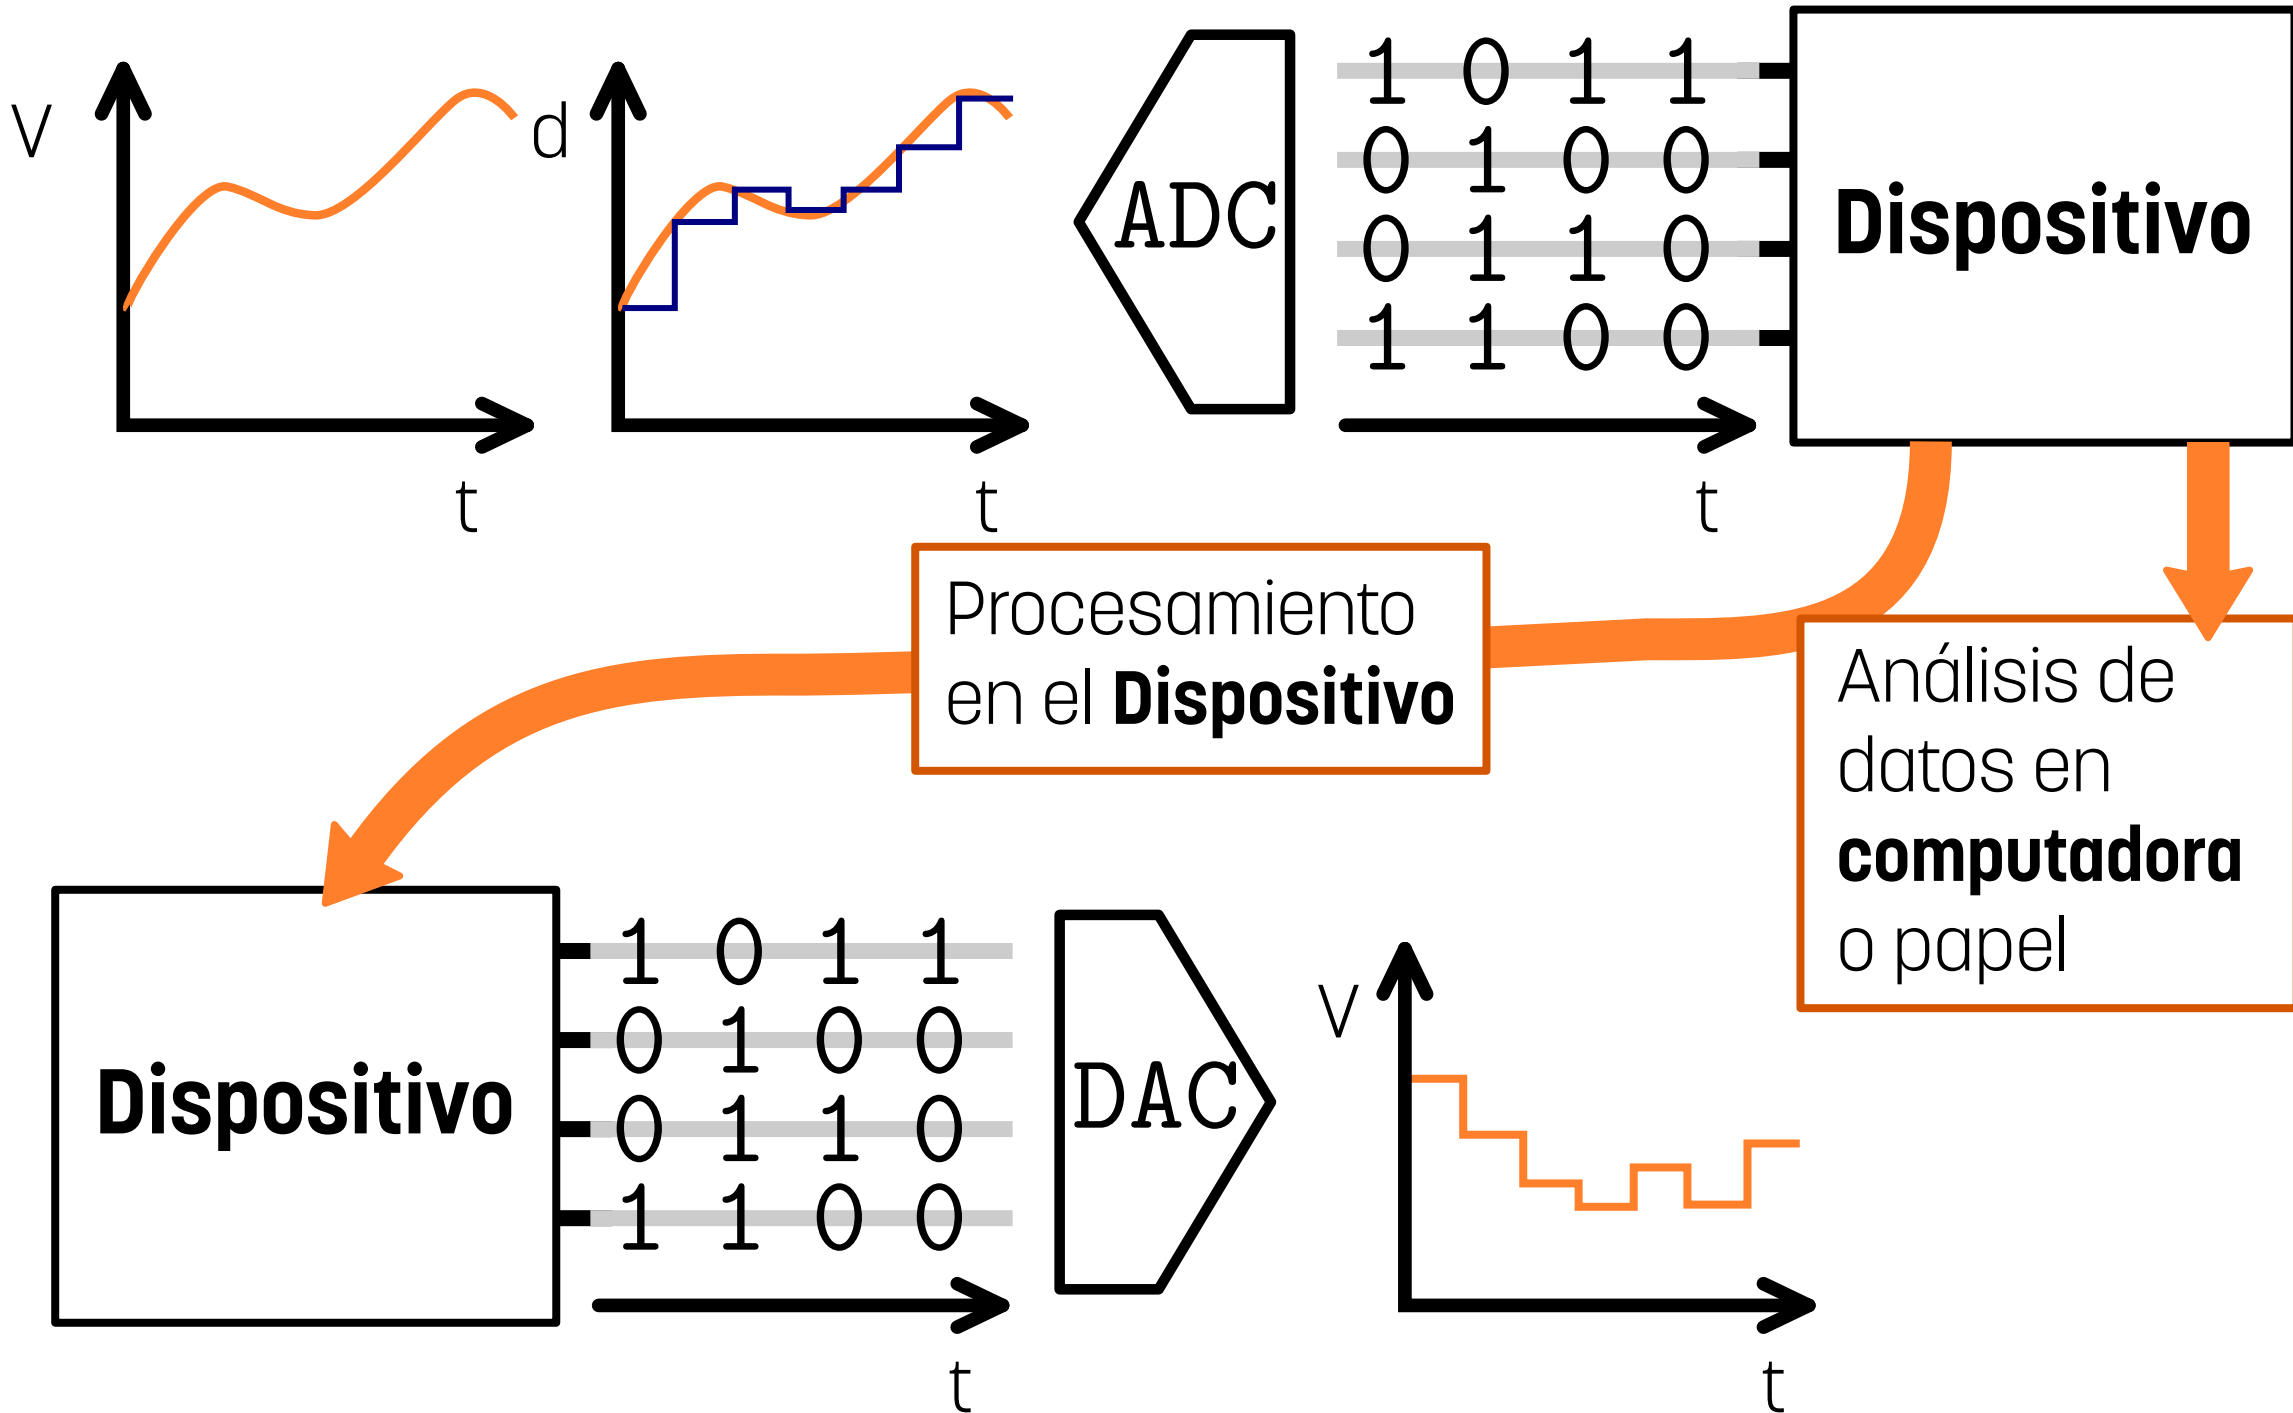 V
t
d
t
ADC
1 0 1 1
0 1 0 0
0 1 1 0
1 1 0 0
t
Dispositivo
Procesamiento
en el Dispositivo
Análisis de
datos en
computadora
o papel
Dispositivo
1 0 1 1
0 1 0 0
0 1 1 0
1 1 0 0
t
DAC
V
t